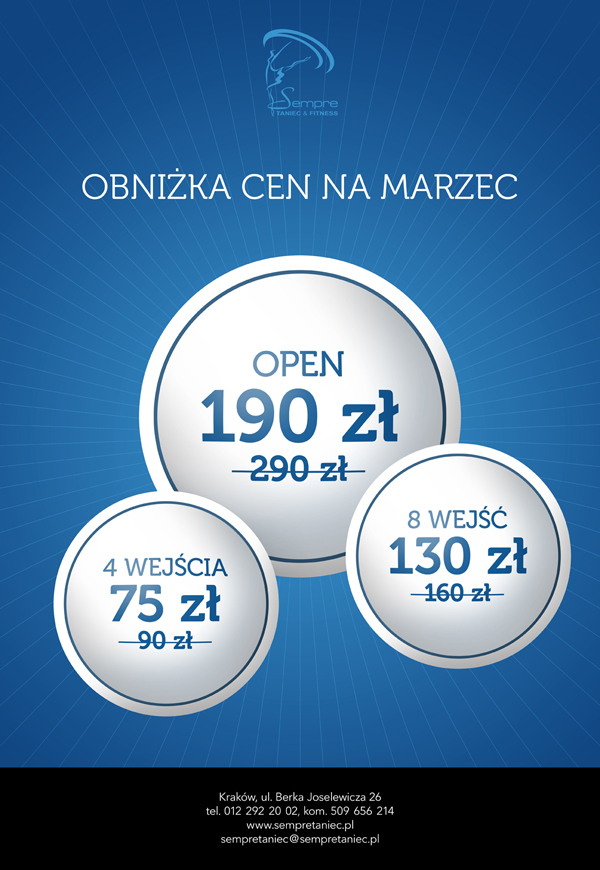 Sempre
TANIEC & FITNESS
OBNIŻKA CEN NA MARZEC
OPEN
190 zł
290 zł
8 WEJŚĆ
130 zł
160 zł
4 WEJŚCIA
75 zł
90 zł
Kraków, ul. Berka Joselewicza 26
tel. 012 292 20 02, kom. 509 656 214
www.sempretaniec.pl
sempretaniec@sempretaniec.pl